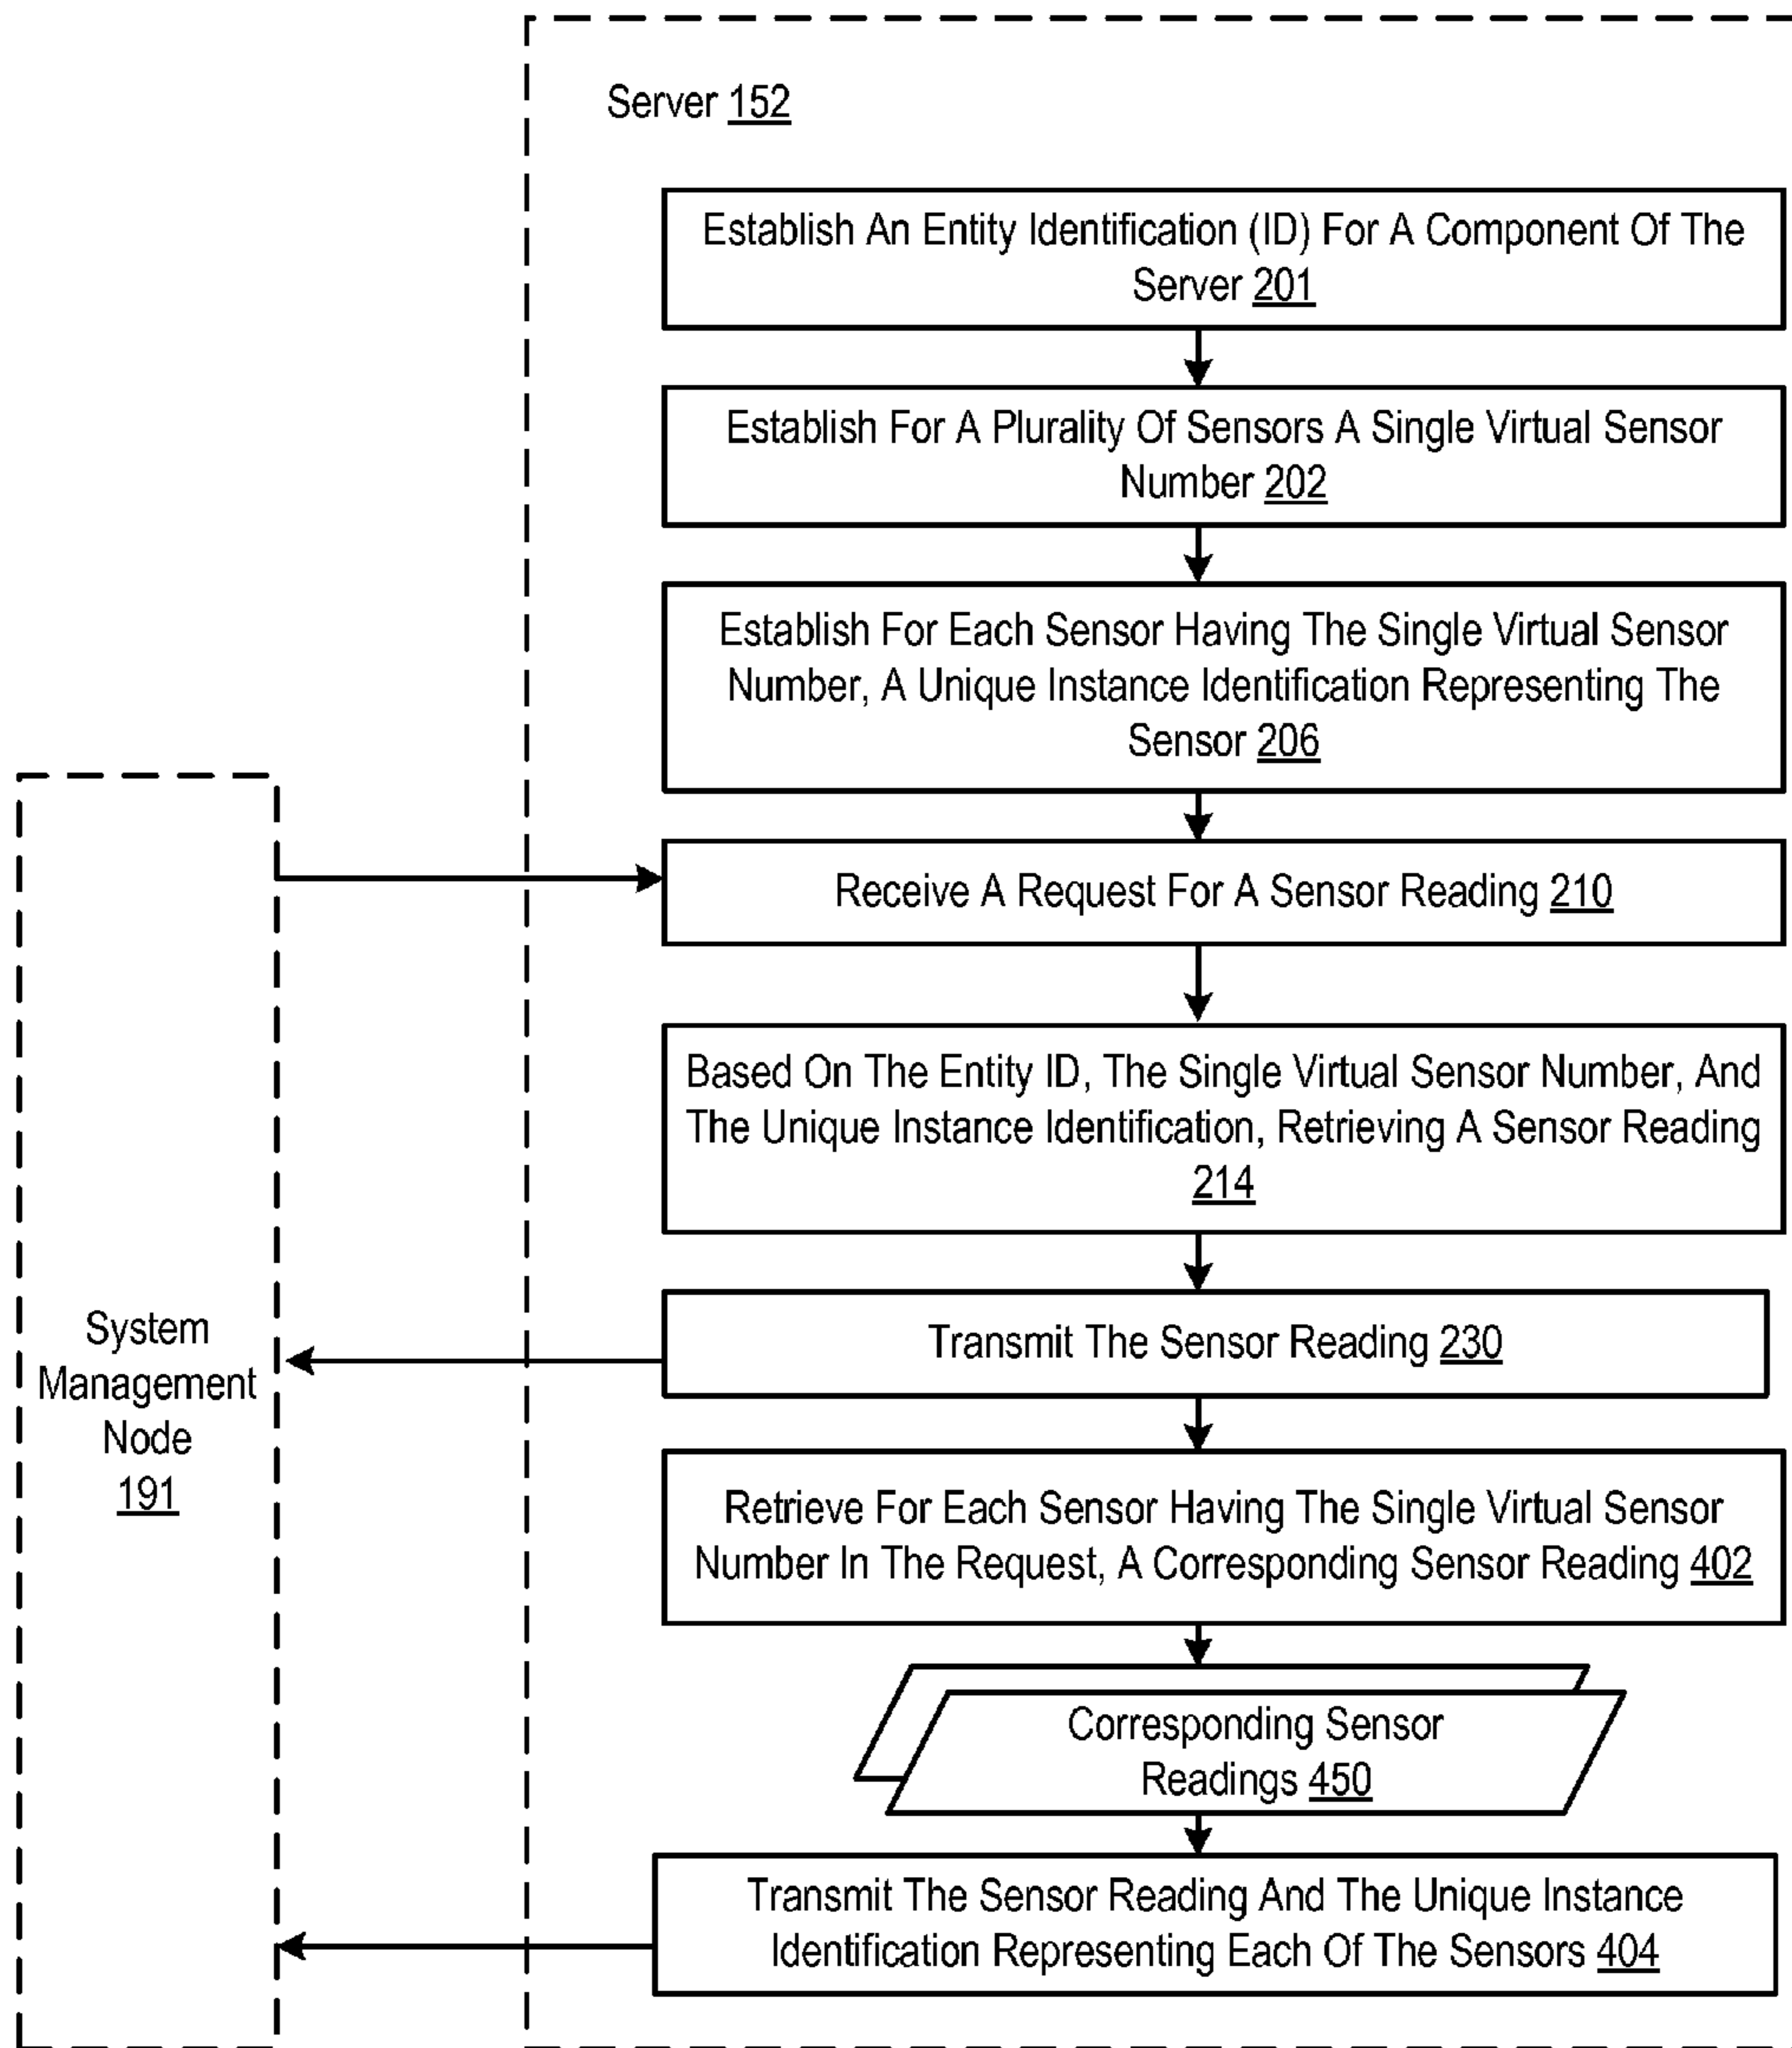 Server 152
Establish An Entity Identification (ID) For A Component Of The
Server 201
Establish For A Plurality Of Sensors A Single Virtual Sensor
Number 202
Establish For Each Sensor Having The Single Virtual Sensor
Number, A Unique Instance Identification Representing The
Sensor 206
Receive A Request For A Sensor Reading 210
Based On The Entity ID, The Single Virtual Sensor Number, And
The Unique Instance Identification, Retrieving A Sensor Reading
214
Transmit The Sensor Reading 230
System
Management
Node
191
Retrieve For Each Sensor Having The Single Virtual Sensor
Number In The Request, A Corresponding Sensor Reading 402
Corresponding Sensor
Readings 450
Transmit The Sensor Reading And The Unique Instance
Identification Representing Each Of The Sensors 404